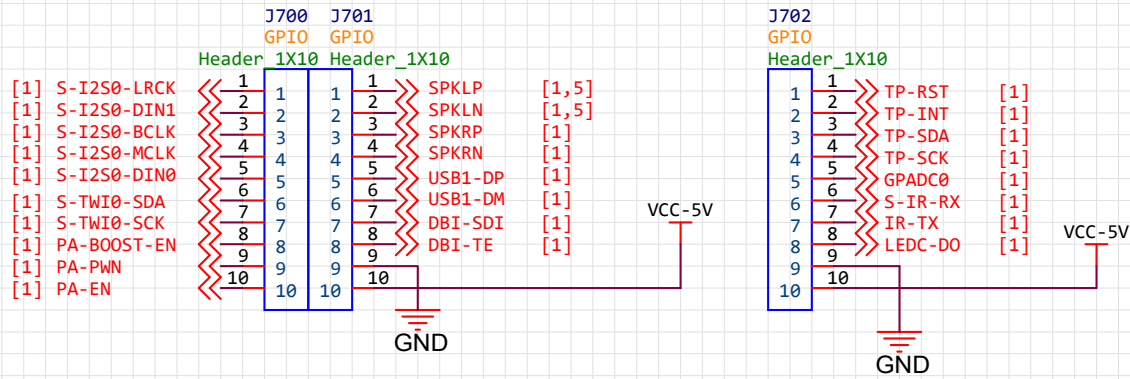 J700 J701 J702
GPIO GPIO GPIO
Header_1X10 Header_1X10 Header_1X10
[1] S-I2S0-LRCK 1 1 1 1 SPKLP [1,5] 1 1 TP-RST [1]
[1] S-I2S0-DIN1 2 2 2 2 SPKLN [1,5] 2 2 TP-INT [1]
[1] S-I2S0-BCLK 3 3 3 3 SPKRP [1] 3 3 TP-SDA [1]
[1] S-I2S0-MCLK 4 4 4 4 SPKRN [1] 4 4 TP-SCK [1]
[1] S-I2S0-DIN0 5 5 5 5 USB1-DP [1] 5 5 GPADC0 [1]
[1] S-TWI0-SDA 6 6 6 6 USB1-DM [1] 6 6 S-IR-RX [1]
[1] S-TWI0-SCK 7 7 7 7 DBI-SDI [1] VCC-5V 7 7 IR-TX [1]
[1] PA-BOOST-EN 8 8 8 8 DBI-TE [1] 8 8 LEDC-DO [1] VCC-5V
[1] PA-PWN 9 9 9 9 9 9
[1] PA-EN 10 10 10 10 10 10
GND
GND